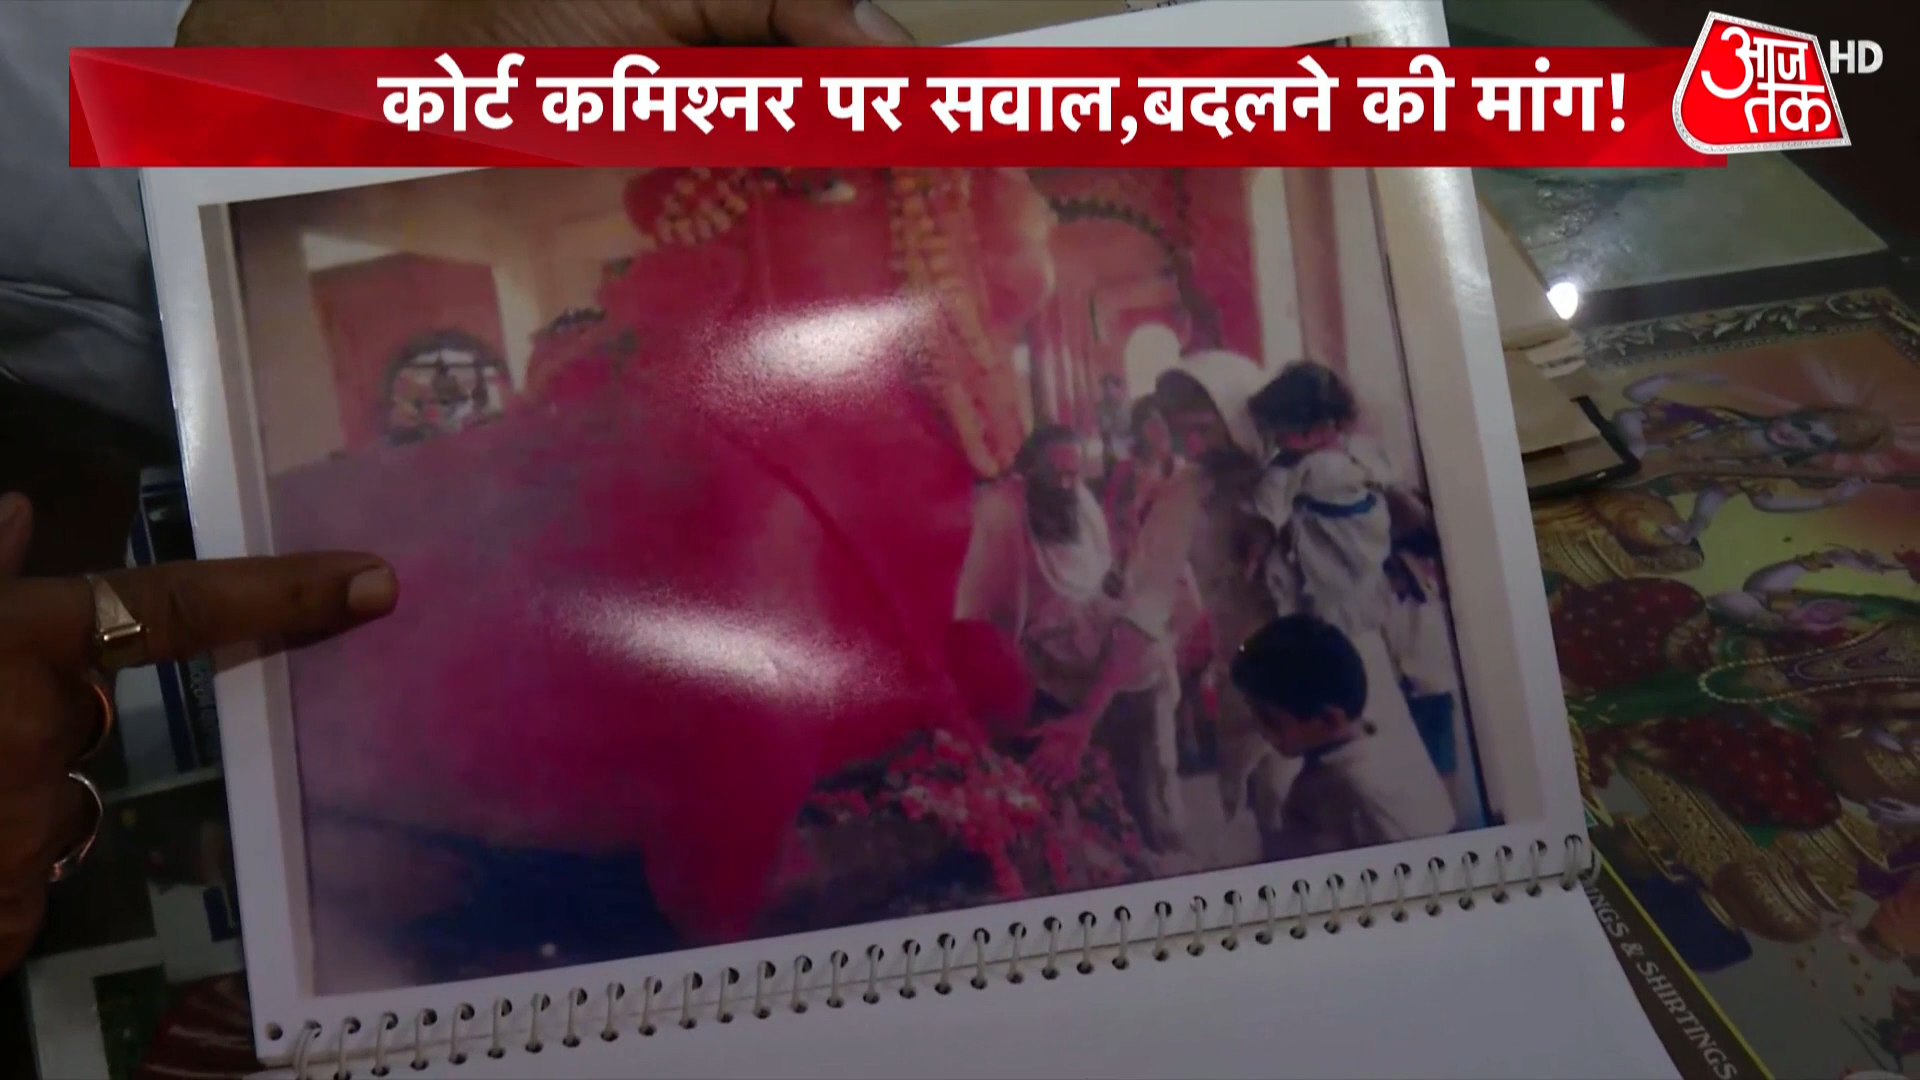 कोर्ट कमिश्नर पर सवाल,बदलने की मांग!
आज
तक
HD
INGS & SHIRTINGS